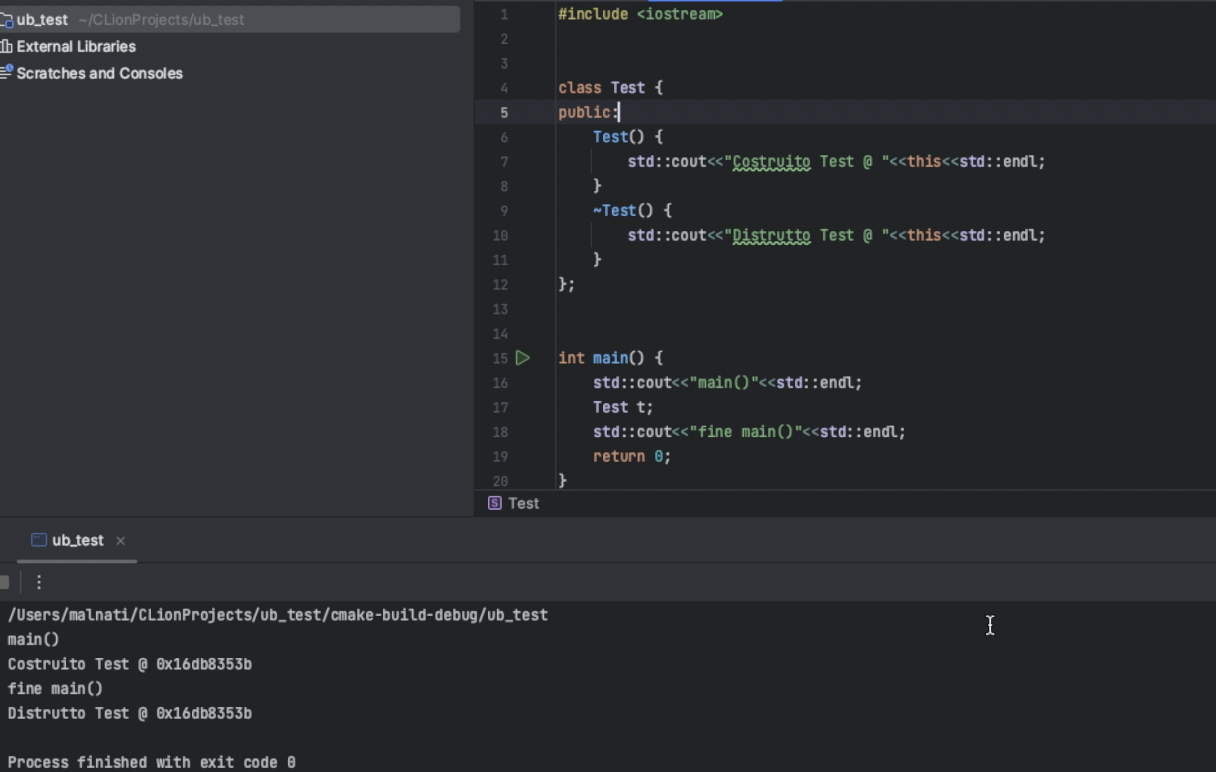 ub_test ~/CLionProjects/ub_test
External Libraries
Scratches and Consoles
1 #include <iostream>
2
3
4 class Test {
5 public:
6 Test() {
7 std::cout<<"Costruito Test @ "<<this<<std::endl;
8 }
9 ~Test() {
10 std::cout<<"Distrutto Test @ "<<this<<std::endl;
11 }
12 };
13
14
15 int main() {
16 std::cout<<"main()"<<std::endl;
17 Test t;
18 std::cout<<"fine main()"<<std::endl;
19 return 0;
20 }
S Test
ub_test
/Users/malnati/CLionProjects/ub_test/cmake-build-debug/ub_test
main()
Costruito Test @ 0x16db8353b
fine main()
Distrutto Test @ 0x16db8353b
Process finished with exit code 0